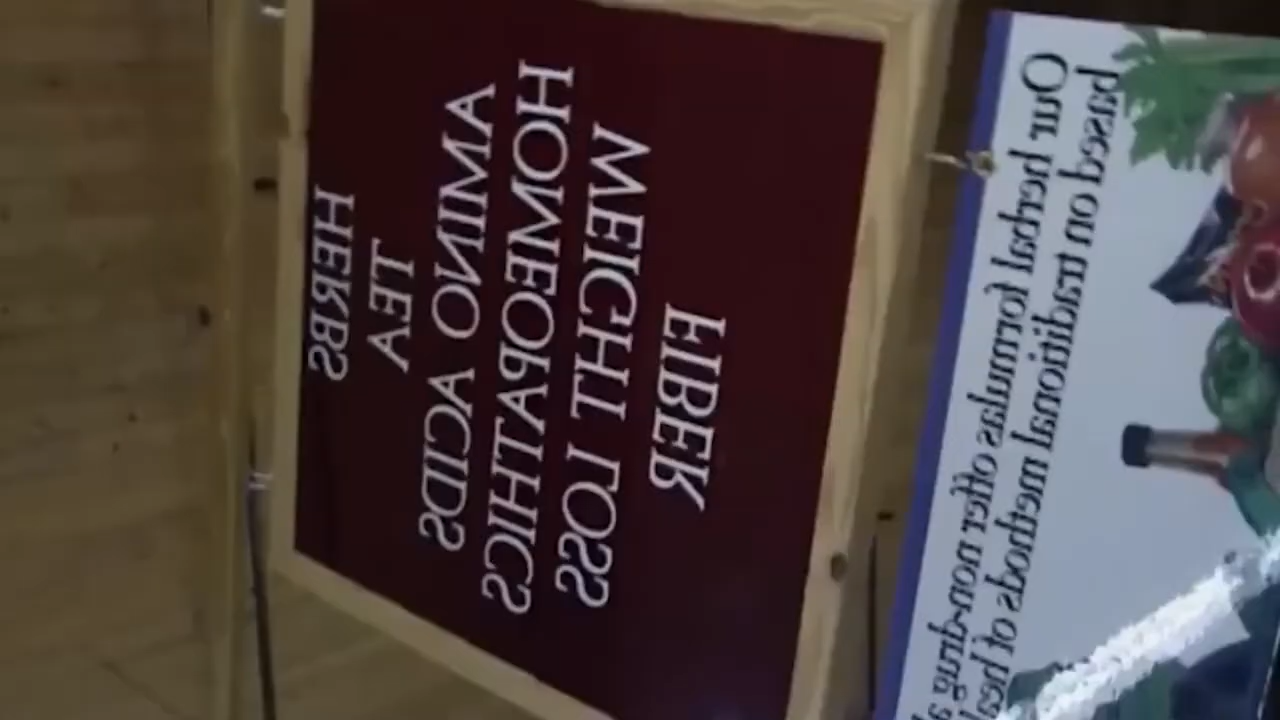 HERBS
TEA
AMINO ACIDS
HOMEOPATHICS
WEIGHT LOSS
FIBER
Our herbal formulas offer non-drug
based on traditional methods of